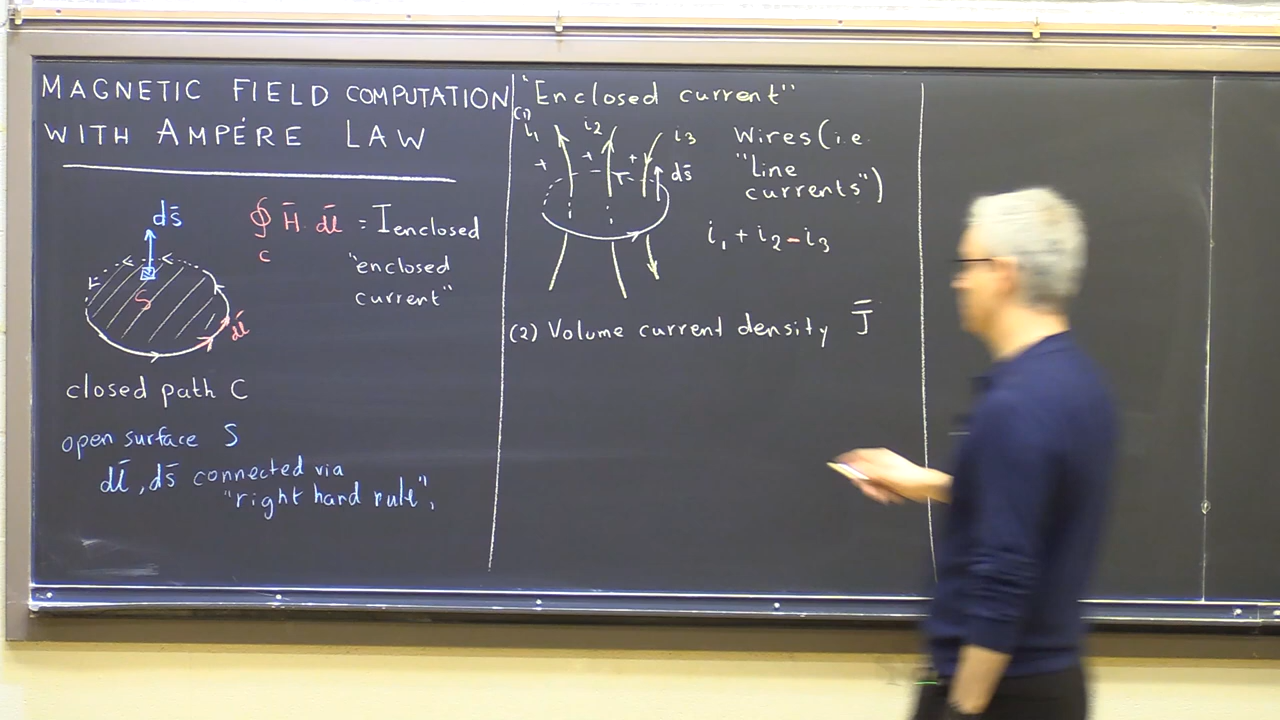 MAGNETIC FIELD COMPUTATION
WITH AMPÉRE LAW
ds̄
∮ H̄ · dl̄ = I enclosed
C
"enclosed
current"
S
dl̄
closed path C
open surface S
dl̄, ds̄ connected via
"right hand rule",
"Enclosed current"
(1)
i₁ i₂ i₃
+ + +
ds̄
Wires (i.e.
"line
currents")
i₁ + i₂ - i₃
(2) Volume current density J̄